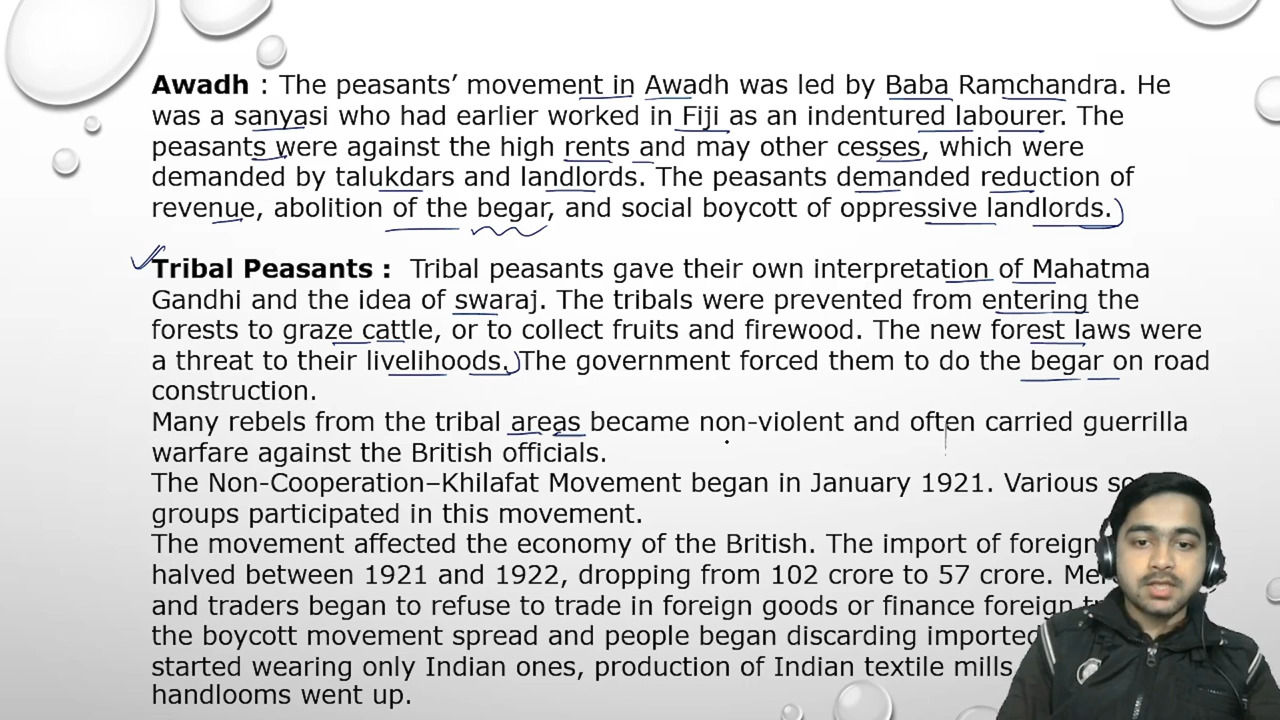 Awadh : The peasants’ movement in Awadh was led by Baba Ramchandra. He
was a sanyasi who had earlier worked in Fiji as an indentured labourer. The
peasants were against the high rents and may other cesses, which were
demanded by talukdars and landlords. The peasants demanded reduction of
revenue, abolition of the begar, and social boycott of oppressive landlords.
Tribal Peasants : Tribal peasants gave their own interpretation of Mahatma
Gandhi and the idea of swaraj. The tribals were prevented from entering the
forests to graze cattle, or to collect fruits and firewood. The new forest laws were
a threat to their livelihoods. The government forced them to do the begar on road
construction.
Many rebels from the tribal areas became non-violent and often carried guerrilla
warfare against the British officials.
The Non-Cooperation–Khilafat Movement began in January 1921. Various
groups participated in this movement.
The movement affected the economy of the British. The import of foreign
halved between 1921 and 1922, dropping from 102 crore to 57 crore.
and traders began to refuse to trade in foreign goods or finance foreign
the boycott movement spread and people began discarding imported
started wearing only Indian ones, production of Indian textile mills
handlooms went up.